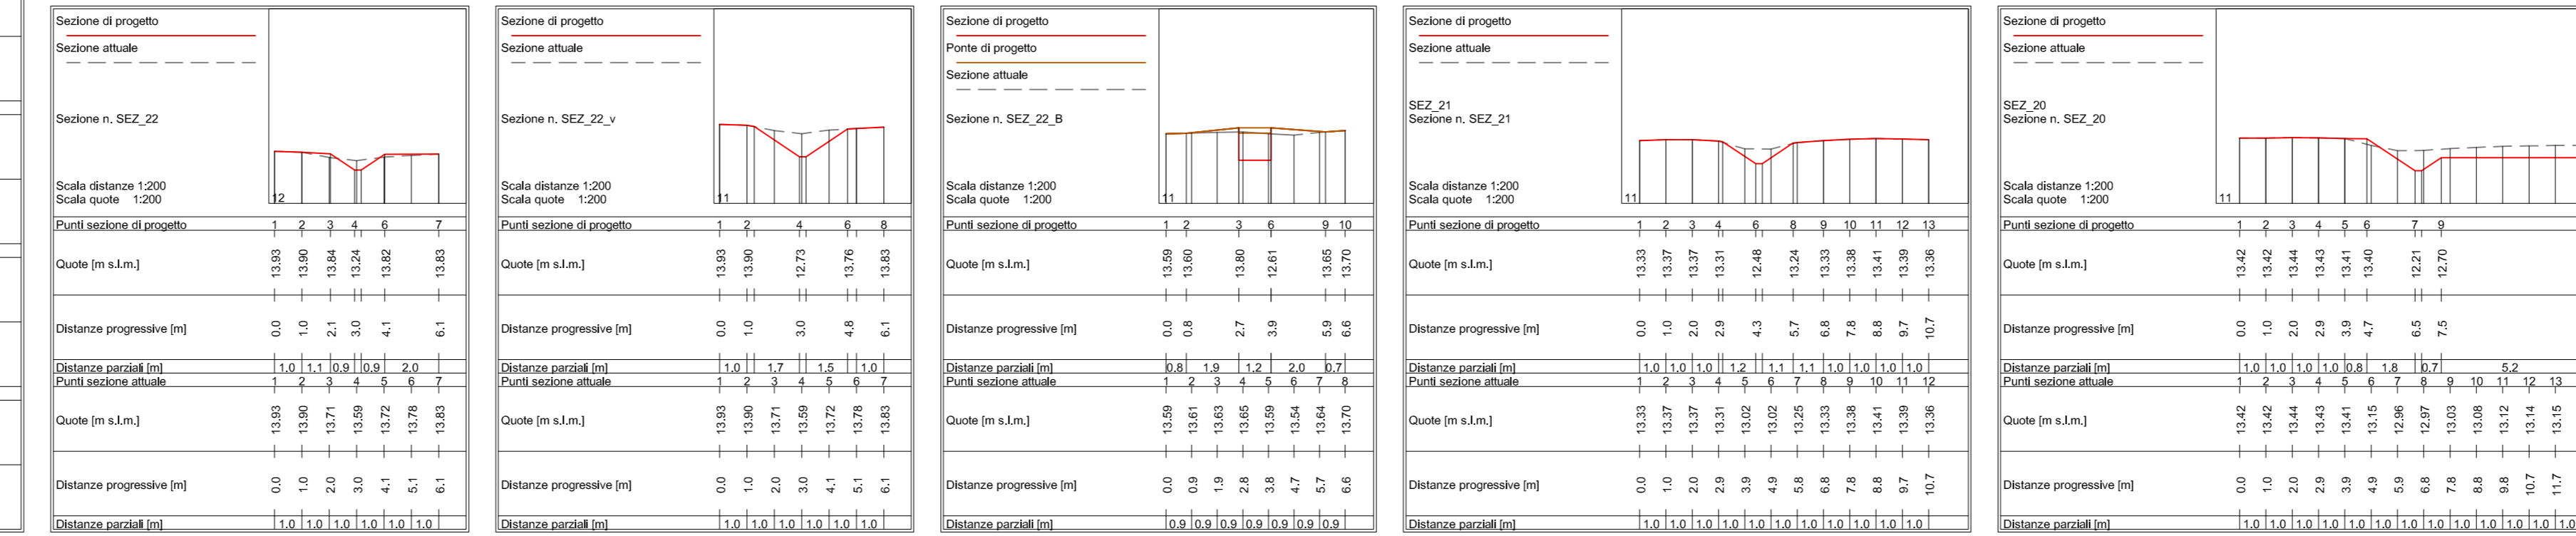 Sezione di progetto
Sezione attuale
Sezione n. SEZ_22
Scala distanze 1:200
Scala quote 1:200
12
Punti sezione di progetto 1 2 3 4 6 7
Quote [m s.l.m.] 13.93 13.90 13.84 13.24 13.82 13.83
Distanze progressive [m] 0.0 1.0 2.1 3.0 4.1 6.1
Distanze parziali [m] 1.0 1.1 0.9 0.9 2.0
Punti sezione attuale 1 2 3 4 5 6 7
Quote [m s.l.m.] 13.93 13.90 13.71 13.59 13.72 13.78 13.83
Distanze progressive [m] 0.0 1.0 2.0 3.0 4.1 5.1 6.1
Distanze parziali [m] 1.0 1.0 1.0 1.0 1.0 1.0
Sezione di progetto
Sezione attuale
Sezione n. SEZ_22_v
Scala distanze 1:200
Scala quote 1:200
11
Punti sezione di progetto 1 2 4 6 8
Quote [m s.l.m.] 13.93 13.90 12.73 13.76 13.83
Distanze progressive [m] 0.0 1.0 3.0 4.8 6.1
Distanze parziali [m] 1.0 1.7 1.5 1.0
Punti sezione attuale 1 2 3 4 5 6 7
Quote [m s.l.m.] 13.93 13.90 13.71 13.59 13.72 13.78 13.83
Distanze progressive [m] 0.0 1.0 2.0 3.0 4.1 5.1 6.1
Distanze parziali [m] 1.0 1.0 1.0 1.0 1.0 1.0
Sezione di progetto
Ponte di progetto
Sezione attuale
Sezione n. SEZ_22_B
Scala distanze 1:200
Scala quote 1:200
11
Punti sezione di progetto 1 2 3 6 9 10
Quote [m s.l.m.] 13.59 13.60 13.80 12.61 13.65 13.70
Distanze progressive [m] 0.0 0.8 2.7 3.9 5.9 6.6
Distanze parziali [m] 0.8 1.9 1.2 2.0 0.7
Punti sezione attuale 1 2 3 4 5 6 7 8
Quote [m s.l.m.] 13.59 13.61 13.63 13.65 13.59 13.54 13.64 13.70
Distanze progressive [m] 0.0 0.9 1.9 2.8 3.8 4.7 5.7 6.6
Distanze parziali [m] 0.9 0.9 0.9 0.9 0.9 0.9 0.9
Sezione di progetto
Sezione attuale
SEZ_21
Sezione n. SEZ_21
Scala distanze 1:200
Scala quote 1:200
11
Punti sezione di progetto 1 2 3 4 6 8 9 10 11 12 13
Quote [m s.l.m.] 13.33 13.37 13.37 13.31 12.48 13.24 13.33 13.38 13.41 13.39 13.36
Distanze progressive [m] 0.0 1.0 2.0 2.9 4.3 5.7 6.8 7.8 8.8 9.7 10.7
Distanze parziali [m] 1.0 1.0 1.0 1.2 1.1 1.1 1.0 1.0 1.0 1.0
Punti sezione attuale 1 2 3 4 5 6 7 8 9 10 11 12
Quote [m s.l.m.] 13.33 13.37 13.37 13.31 13.02 13.02 13.25 13.33 13.38 13.41 13.39 13.36
Distanze progressive [m] 0.0 1.0 2.0 2.9 3.9 4.9 5.8 6.8 7.8 8.8 9.7 10.7
Distanze parziali [m] 1.0 1.0 1.0 1.0 1.0 1.0 1.0 1.0 1.0 1.0 1.0
Sezione di progetto
Sezione attuale
SEZ_20
Sezione n. SEZ_20
Scala distanze 1:200
Scala quote 1:200
11
Punti sezione di progetto 1 2 3 4 5 6 7 9
Quote [m s.l.m.] 13.42 13.42 13.44 13.43 13.41 13.40 12.21 12.70
Distanze progressive [m] 0.0 1.0 2.0 2.9 3.9 4.7 6.5 7.5
Distanze parziali [m] 1.0 1.0 1.0 1.0 0.8 1.8 0.7 5.2
Punti sezione attuale 1 2 3 4 5 6 7 8 9 10 11 12 13
Quote [m s.l.m.] 13.42 13.42 13.44 13.43 13.41 13.15 12.96 12.97 13.03 13.08 13.12 13.14 13.15
Distanze progressive [m] 0.0 1.0 2.0 2.9 3.9 4.9 5.9 6.8 7.8 8.8 9.8 10.7 11.7
Distanze parziali [m] 1.0 1.0 1.0 1.0 1.0 1.0 1.0 1.0 1.0 1.0 1.0 1.0 1.0